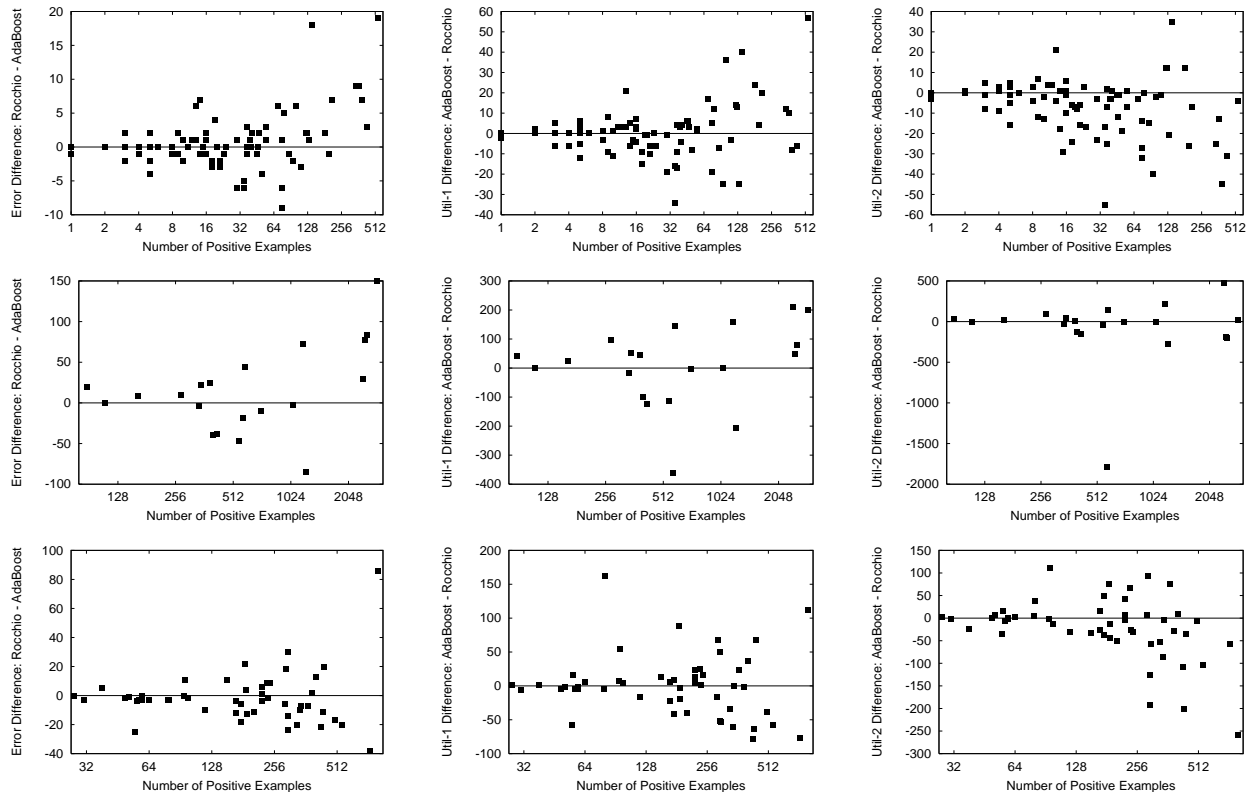 20
15
10
5
0
-5
-10
1 2 4 8 16 32 64 128 256 512
Error Difference: Rocchio - AdaBoost
Number of Positive Examples
60
50
40
30
20
10
0
-10
-20
-30
-40
1 2 4 8 16 32 64 128 256 512
Util-1 Difference: AdaBoost - Rocchio
Number of Positive Examples
40
30
20
10
0
-10
-20
-30
-40
-50
-60
1 2 4 8 16 32 64 128 256 512
Util-2 Difference: AdaBoost - Rocchio
Number of Positive Examples
150
100
50
0
-50
-100
128 256 512 1024 2048
Error Difference: Rocchio - AdaBoost
Number of Positive Examples
300
200
100
0
-100
-200
-300
-400
128 256 512 1024 2048
Util-1 Difference: AdaBoost - Rocchio
Number of Positive Examples
500
0
-500
-1000
-1500
-2000
128 256 512 1024 2048
Util-2 Difference: AdaBoost - Rocchio
Number of Positive Examples
100
80
60
40
20
0
-20
-40
32 64 128 256 512
Error Difference: Rocchio - AdaBoost
Number of Positive Examples
200
150
100
50
0
-50
-100
32 64 128 256 512
Util-1 Difference: AdaBoost - Rocchio
Number of Positive Examples
150
100
50
0
-50
-100
-150
-200
-250
-300
32 64 128 256 512
Util-2 Difference: AdaBoost - Rocchio
Number of Positive Examples